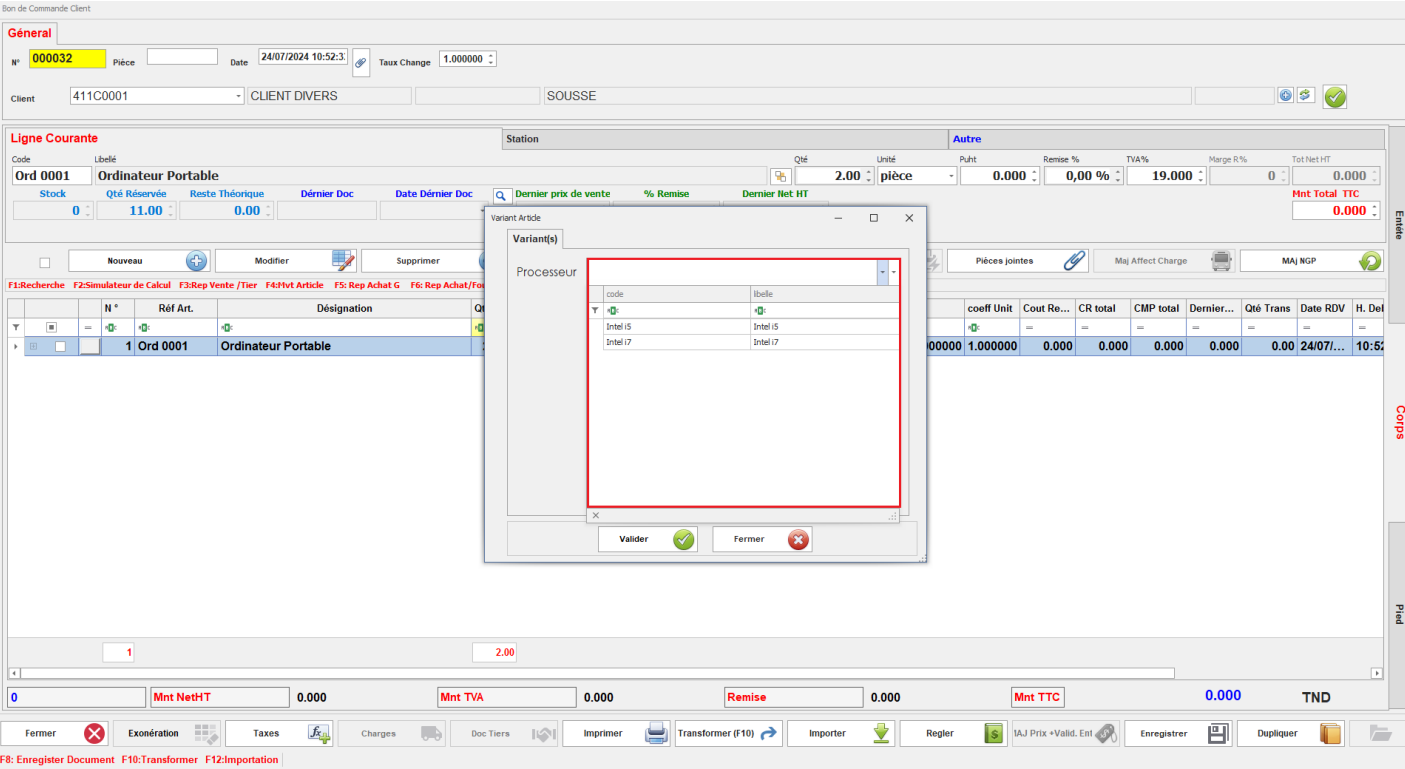 Bon de Commande Client
Géneral
N° 000032 Pièce Date 24/07/2024 10:52:3 Taux Change 1.000000
Client 411C0001 CLIENT DIVERS SOUSSE
Ligne Courante Station Autre
Code Libellé Qté Unité Puht Remise % TVA% Marge R% Tot Net HT
Ord 0001 Ordinateur Portable 2.00 pièce 0.000 0,00 % 19.000 0 0.000
Stock Qté Réservée Reste Théorique Dérnier Doc Date Dérnier Doc Dernier prix de vente % Remise Dernier Net HT Mnt Total TTC
0 11.00 0.00 0.000
Entéte
Variant Article
Variant(s)
Nouveau Modifier Supprimer Pièces jointes Maj Affect Charge MAj NGP
Processeur
F1:Recherche F2:Simulateur de Calcul F3:Rep Vente /Tier F4:Mvt Article F5: Rep Achat G F6: Rep Achat/Fou
code libelle
Intel i5 Intel i5
Intel i7 Intel i7
N° Réf Art. Désignation Qt coeff Unit Cout Re... CR total CMP total Dernier... Qté Trans Date RDV H. Del
1 Ord 0001 Ordinateur Portable 00000 1.000000 0.000 0.000 0.000 0.000 0.00 24/07/... 10:52
Corps
Valider Fermer
Pied
1 2.00
0 Mnt NetHT 0.000 Mnt TVA 0.000 Remise 0.000 Mnt TTC 0.000 TND
Fermer Exonération Taxes Charges Doc Tiers Imprimer Transformer (F10) Importer Regler IAJ Prix +Valid. Ent Enregistrer Dupliquer
F8: Enregister Document F10:Transformer F12:Importation